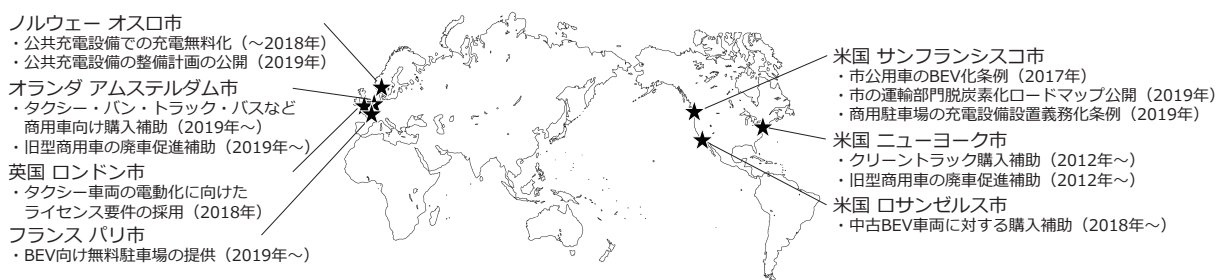 ノルウェー オスロ市
・公共充電設備での充電無料化（～2018年）
・公共充電設備の整備計画の公開（2019年）
オランダ アムステルダム市
・タクシー・バン・トラック・バスなど
商用車向け購入補助（2019年～）
・旧型商用車の廃車促進補助（2019年～）
英国 ロンドン市
・タクシー車両の電動化に向けた
ライセンス要件の採用（2018年）
フランス パリ市
・BEV向け無料駐車場の提供（2019年～）
米国 サンフランシスコ市
・市公用車のBEV化条例（2017年）
・市の運輸部門脱炭素化ロードマップ公開（2019年）
・商用駐車場の充電設備設置義務化条例（2019年）
米国 ニューヨーク市
・クリーントラック購入補助（2012年～）
・旧型商用車の廃車促進補助（2012年～）
米国 ロサンゼルス市
・中古BEV車両に対する購入補助（2018年～）